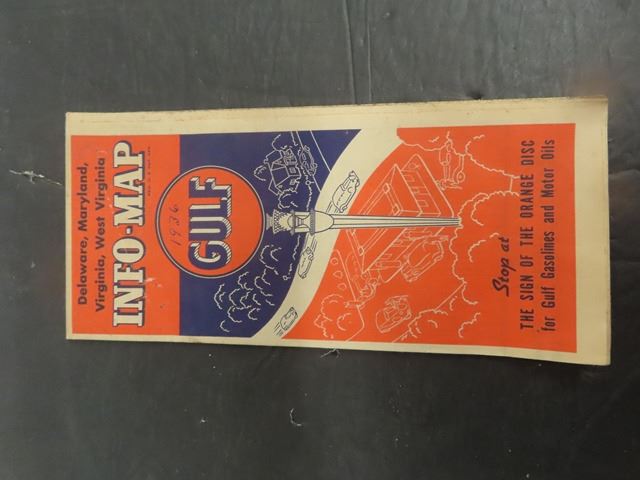 Delaware, Maryland,
Virginia, West Virginia
INFO-MAP
1936
GULF
Stop at
THE SIGN OF THE ORANGE DISC
for Gulf Gasolines and Motor Oils